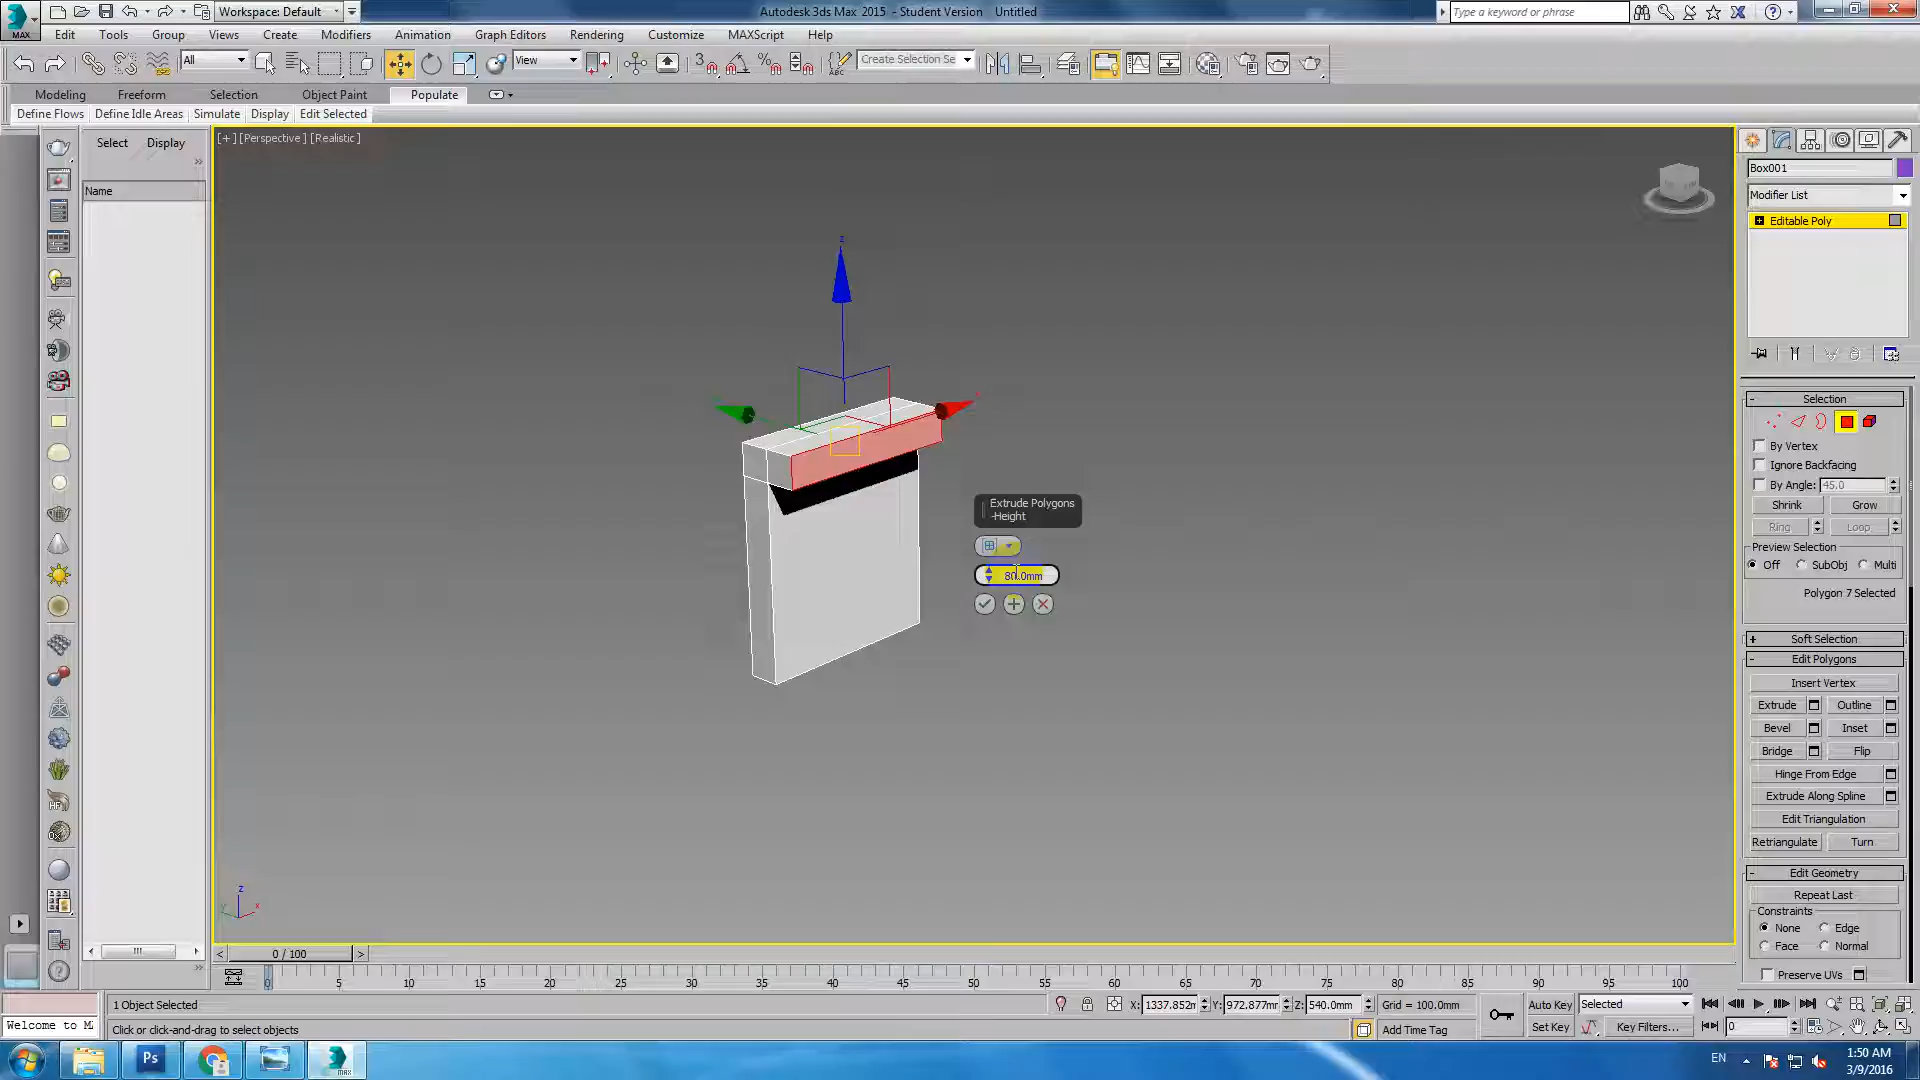 Workspace: Default
Autodesk 3ds Max 2015 - Student Version Untitled
Type a keyword or phrase
MAX
Edit Tools Group Views Create Modifiers Animation Graph Editors Rendering Customize MAXScript Help
All
View
3
%
ABC
Create Selection Se
Modeling Freeform Selection Object Paint Populate
Define Flows Define Idle Areas Simulate Display Edit Selected
Select Display
Name
[+][Perspective][Realistic]
z
Extrude Polygons
-Height
80.0mm
z
x
y
Box001
Modifier List
Editable Poly
Selection
By Vertex
Ignore Backfacing
By Angle: 45.0
Shrink Grow
Ring Loop
Preview Selection
Off SubObj Multi
Polygon 7 Selected
Soft Selection
Edit Polygons
Insert Vertex
Extrude Outline
Bevel Inset
Bridge Flip
Hinge From Edge
Extrude Along Spline
Edit Triangulation
Retriangulate Turn
Edit Geometry
Repeat Last
Constraints
None Edge
Face Normal
Preserve UVs
HF
0 / 100
0 5 10 15 20 25 30 35 40 45 50 55 60 65 70 75 80 85 90 95 100
1 Object Selected
X: 1337.852m Y: 972.877mm Z: 540.0mm Grid = 100.0mm
Auto Key Selected
Welcome to M
Click or click-and-drag to select objects
Add Time Tag
Set Key Key Filters...
0
Ps
MAX
EN
1:50 AM
3/9/2016